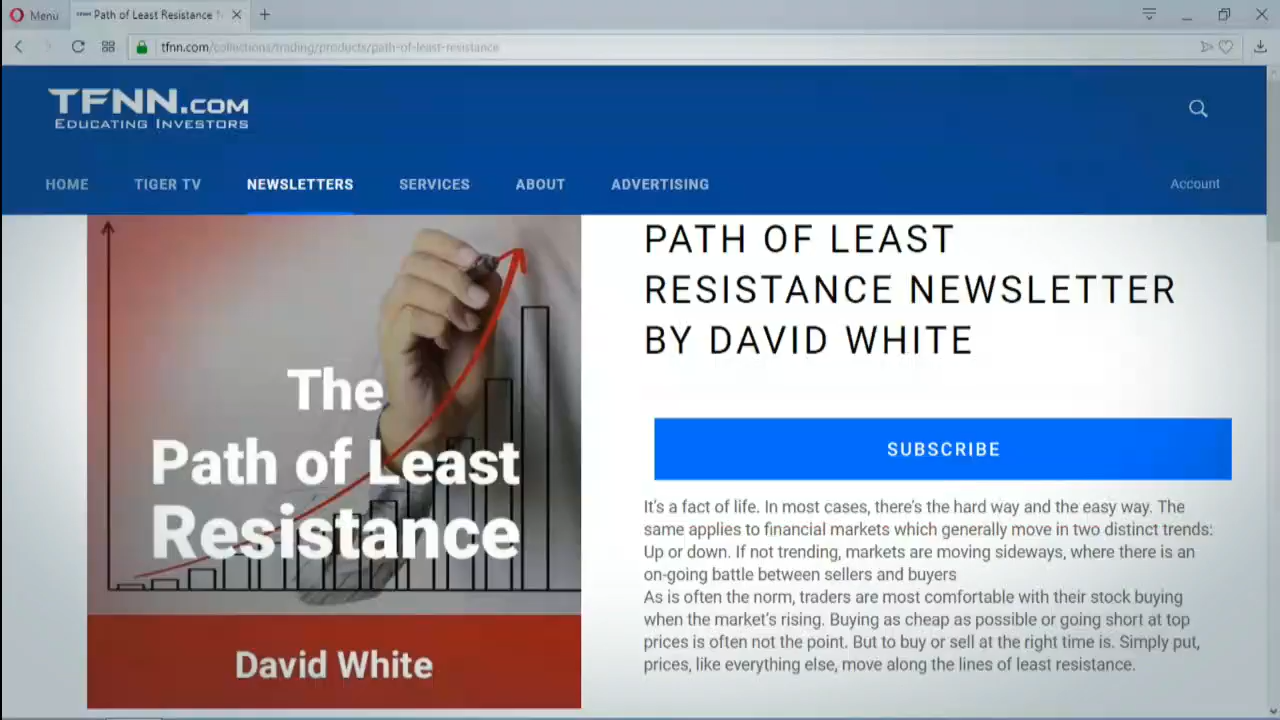 Menu
Path of Least Resistance
tfnn.com/collections/trading/products/path-of-least-resistance
TFNN.COM
EDUCATING INVESTORS
HOME TIGER TV NEWSLETTERS SERVICES ABOUT ADVERTISING Account
The
Path of Least
Resistance
David White
PATH OF LEAST
RESISTANCE NEWSLETTER
BY DAVID WHITE
SUBSCRIBE
It's a fact of life. In most cases, there's the hard way and the easy way. The
same applies to financial markets which generally move in two distinct trends:
Up or down. If not trending, markets are moving sideways, where there is an
on-going battle between sellers and buyers
As is often the norm, traders are most comfortable with their stock buying
when the market's rising. Buying as cheap as possible or going short at top
prices is often not the point. But to buy or sell at the right time is. Simply put,
prices, like everything else, move along the lines of least resistance.